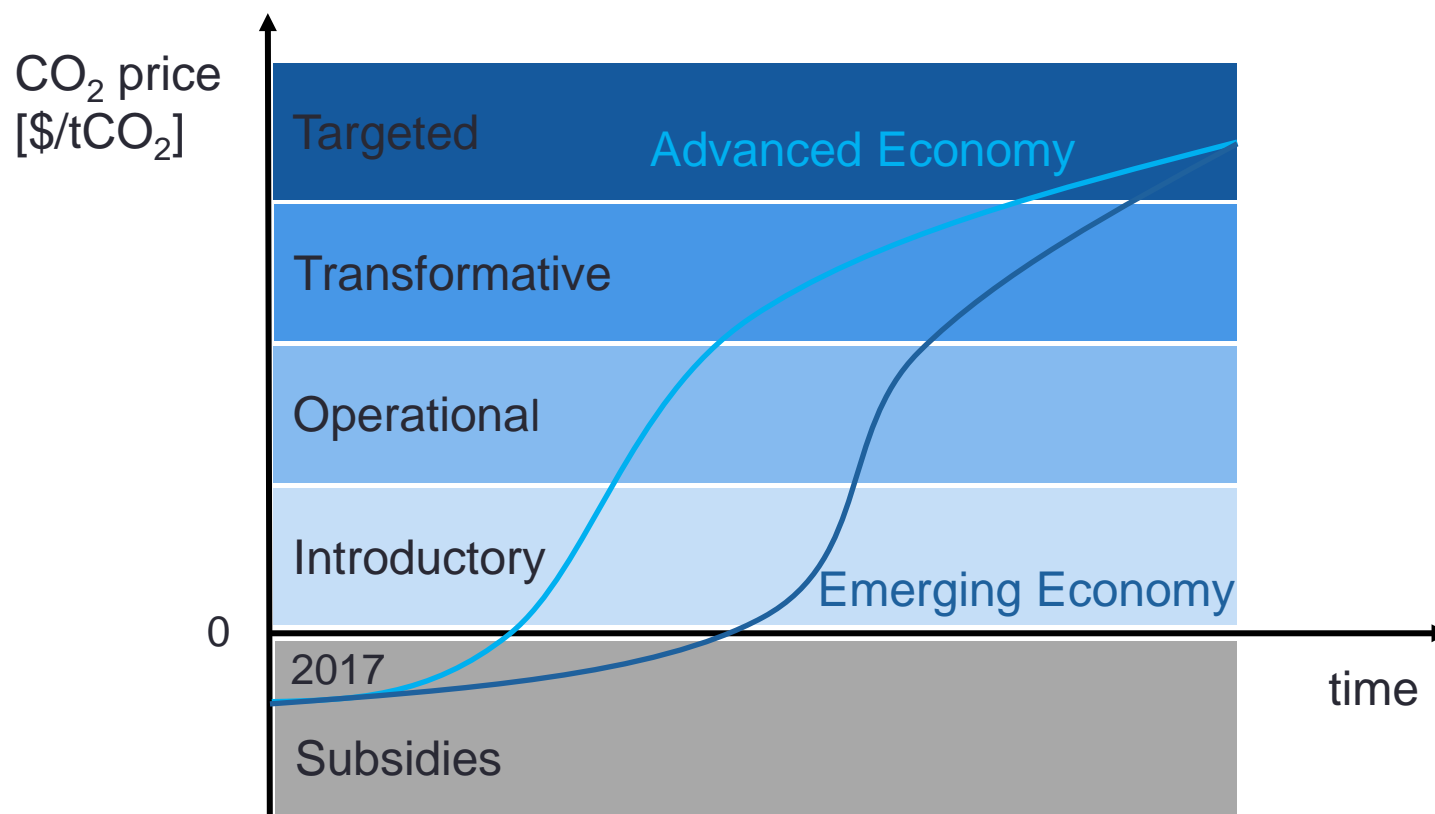 CO₂ price
[$/tCO₂]
Targeted
Advanced Economy
Transformative
Operational
Introductory
Emerging Economy
0
2017
time
Subsidies